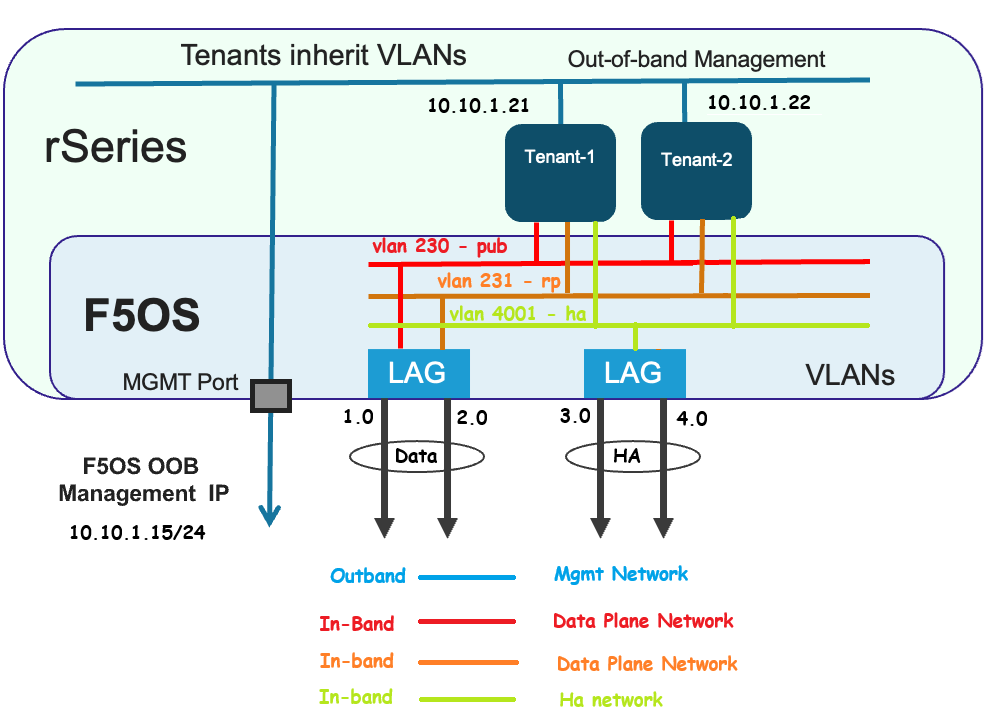 Tenants inherit VLANs
Out-of-band Management
10.10.1.21
10.10.1.22
rSeries
Tenant-1
Tenant-2
vlan 230 - pub
vlan 231 - rp
vlan 4001 - ha
F5OS
LAG
LAG
MGMT Port
VLANs
1.0
2.0
3.0
4.0
Data
HA
F5OS OOB
Management IP
10.10.1.15/24
Outband
Mgmt Network
In-Band
Data Plane Network
In-band
Data Plane Network
In-band
Ha network